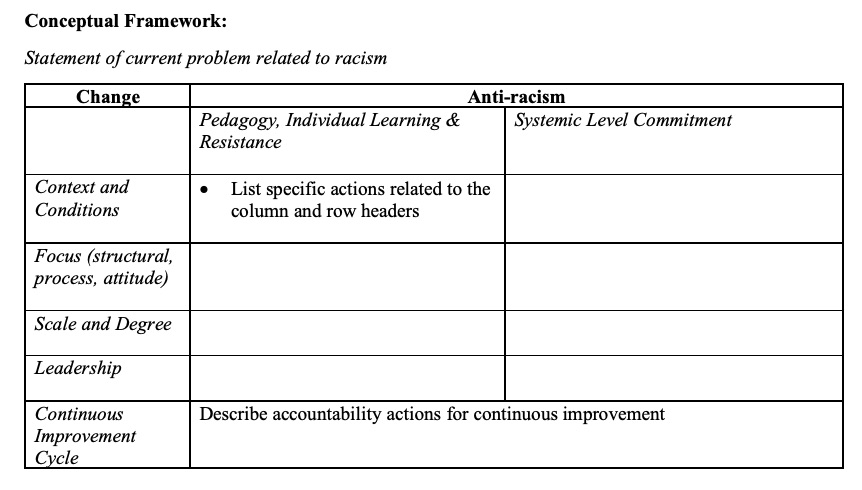 Conceptual Framework:
Statement of current problem related to racism
Change
Anti-racism
Pedagogy, Individual Learning &
Resistance
Systemic Level Commitment
Context and
Conditions
• List specific actions related to the
column and row headers
Focus (structural,
process, attitude)
Scale and Degree
Leadership
Continuous
Improvement
Cycle
Describe accountability actions for continuous improvement